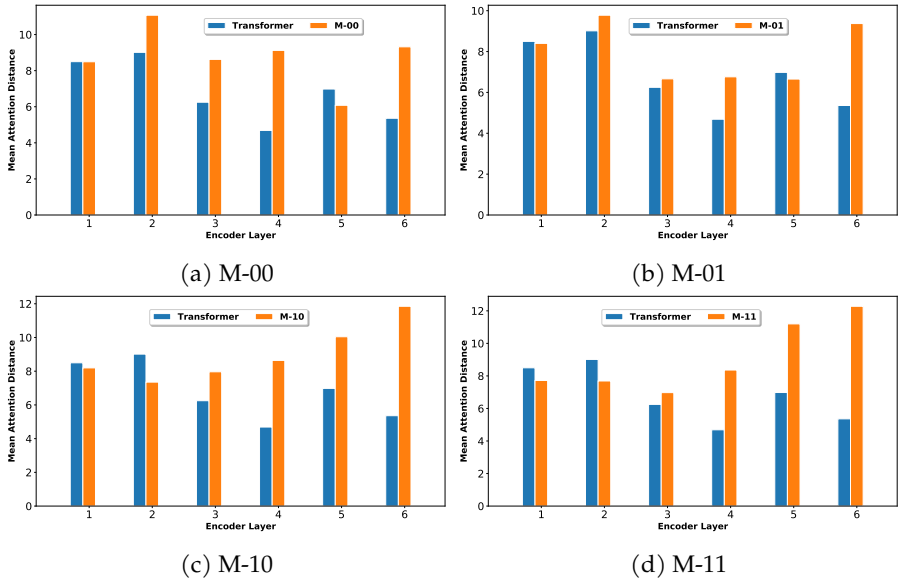 Transformer M-00
Mean Attention Distance
10
8
6
4
2
0
1 2 3 4 5 6
Encoder Layer
(a) M-00
Transformer M-01
Mean Attention Distance
10
8
6
4
2
0
1 2 3 4 5 6
Encoder Layer
(b) M-01
Transformer M-10
Mean Attention Distance
12
10
8
6
4
2
0
1 2 3 4 5 6
Encoder Layer
(c) M-10
Transformer M-11
Mean Attention Distance
12
10
8
6
4
2
0
1 2 3 4 5 6
Encoder Layer
(d) M-11